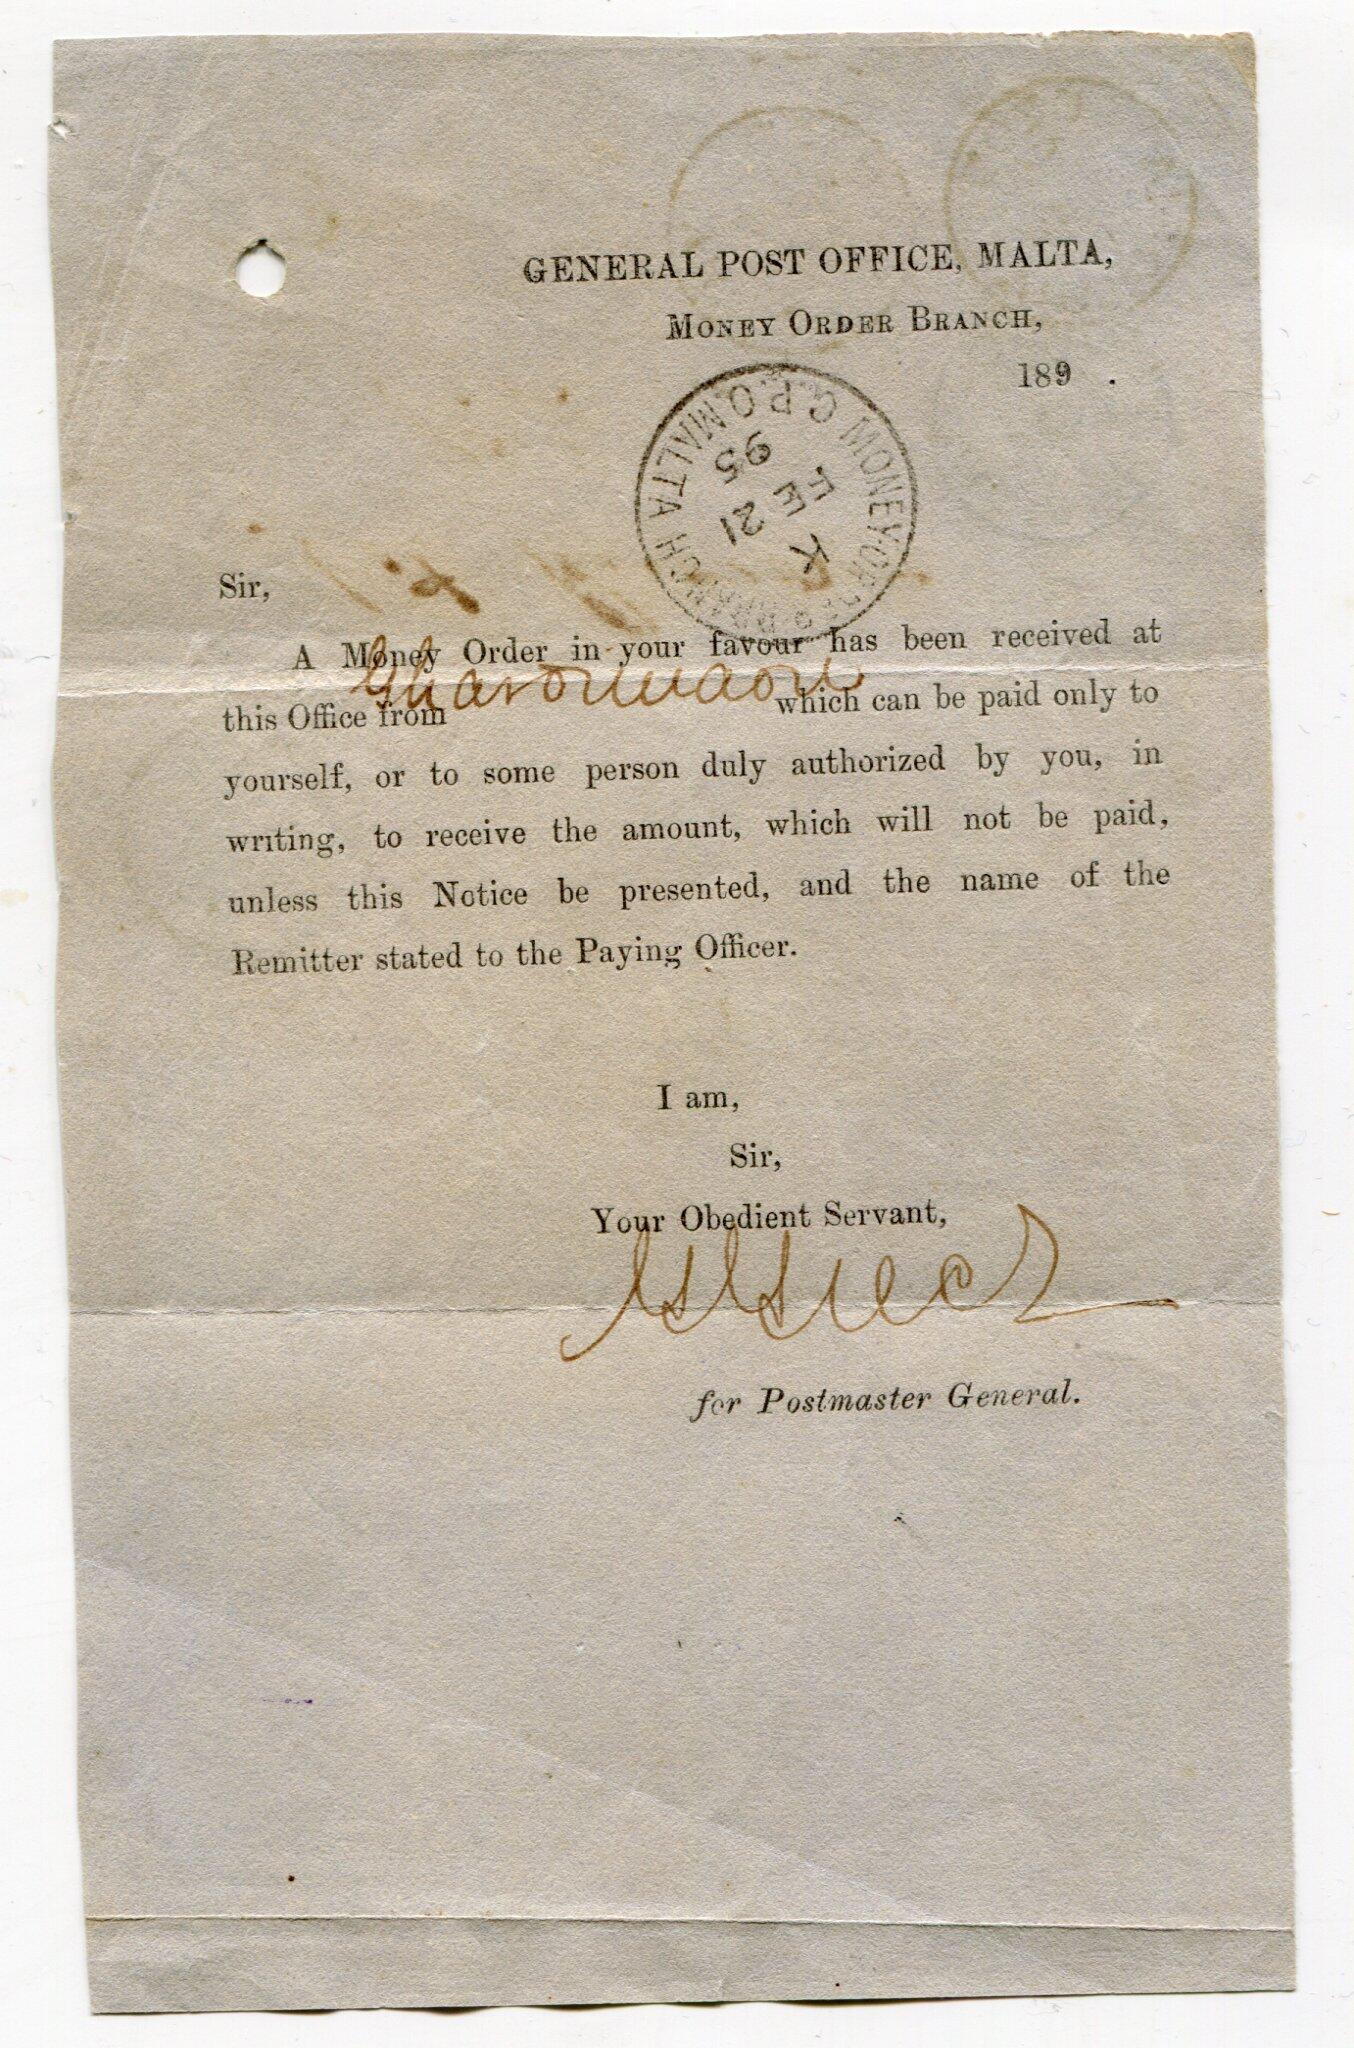 GENERAL POST OFFICE, MALTA,
MONEY ORDER BRANCH,
189 .
MONEY ORDER BRANCH G.P.O. MALTA
K
FE 21
95
Sir,
A Money Order in your favour has been received at
this Office from which can be paid only to
yourself, or to some person duly authorized by you, in
writing, to receive the amount, which will not be paid,
unless this Notice be presented, and the name of the
Remitter stated to the Paying Officer.
I am,
Sir,
Your Obedient Servant,
for Postmaster General.